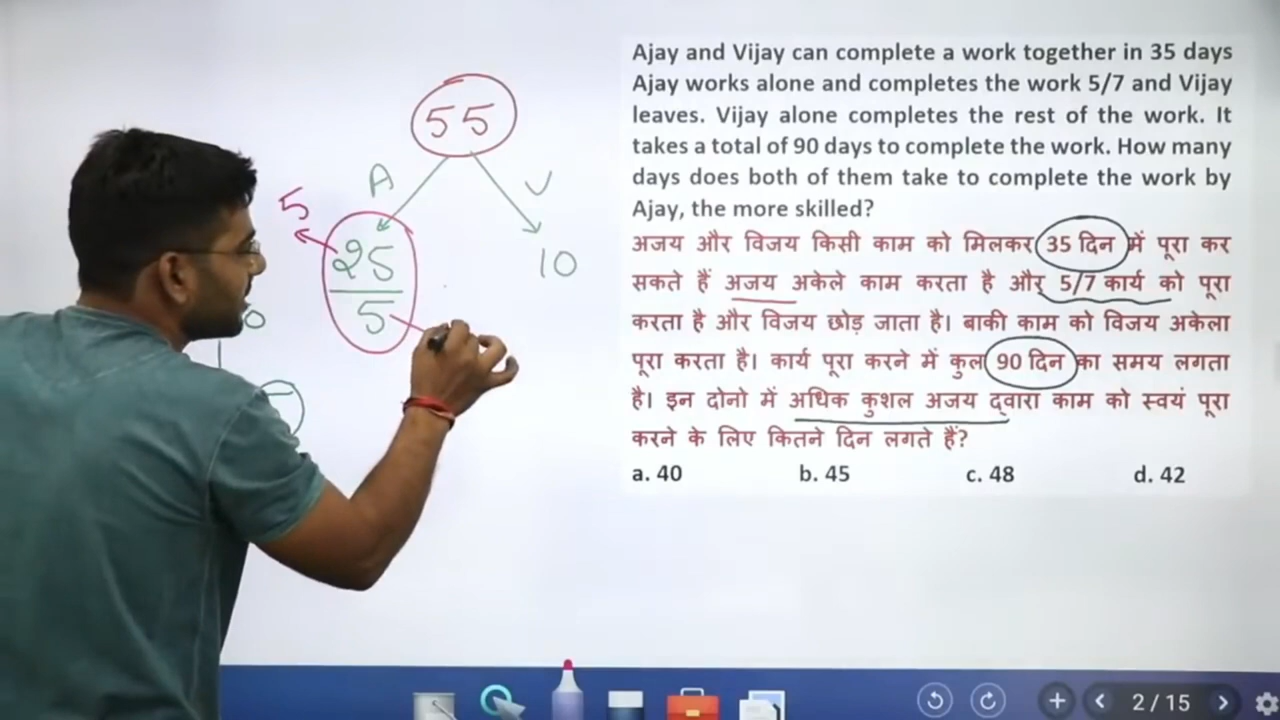 Ajay and Vijay can complete a work together in 35 days
Ajay works alone and completes the work 5/7 and Vijay
leaves. Vijay alone completes the rest of the work. It
takes a total of 90 days to complete the work. How many
days does both of them take to complete the work by
Ajay, the more skilled?
अजय और विजय किसी काम को मिलकर 35 दिन में पूरा कर
सकते हैं अजय अकेले काम करता है और 5/7 कार्य को पूरा
करता है और विजय छोड़ जाता है। बाकी काम को विजय अकेला
पूरा करता है। कार्य पूरा करने में कुल 90 दिन का समय लगता
है। इन दोनो में अधिक कुशल अजय द्वारा काम को स्वयं पूरा
करने के लिए कितने दिन लगते हैं?
a. 40 b. 45 c. 48 d. 42
55
A V
5
25
5
10
2 / 15